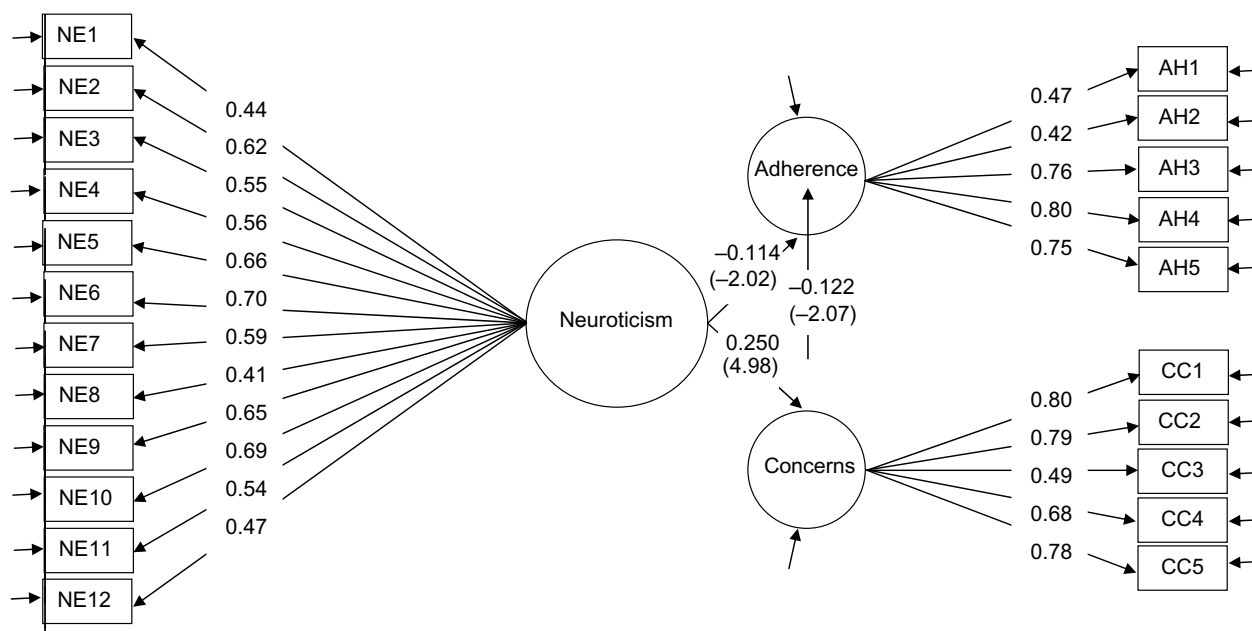 NE1
NE2
NE3
NE4
NE5
NE6
NE7
NE8
NE9
NE10
NE11
NE12
0.44
0.62
0.55
0.56
0.66
0.70
0.59
0.41
0.65
0.69
0.54
0.47
Neuroticism
–0.114
(–2.02)
–0.122
(–2.07)
0.250
(4.98)
Adherence
0.47
0.42
0.76
0.80
0.75
AH1
AH2
AH3
AH4
AH5
Concerns
0.80
0.79
0.49
0.68
0.78
CC1
CC2
CC3
CC4
CC5